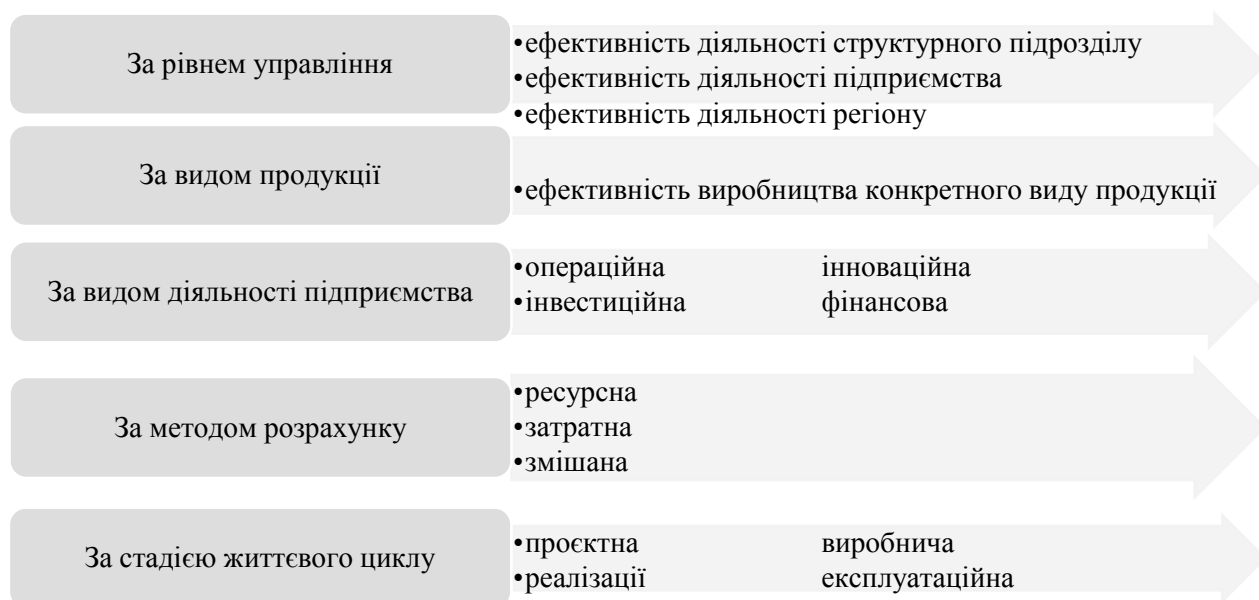 За рівнем управління
•ефективність діяльності структурного підрозділу
•ефективність діяльності підприємства
•ефективність діяльності регіону
За видом продукції
•ефективність виробництва конкретного виду продукції
За видом діяльності підприємства
•операційна інноваційна
•інвестиційна фінансова
За методом розрахунку
•ресурсна
•затратна
•змішана
За стадією життєвого циклу
•проєктна виробнича
•реалізації експлуатаційна